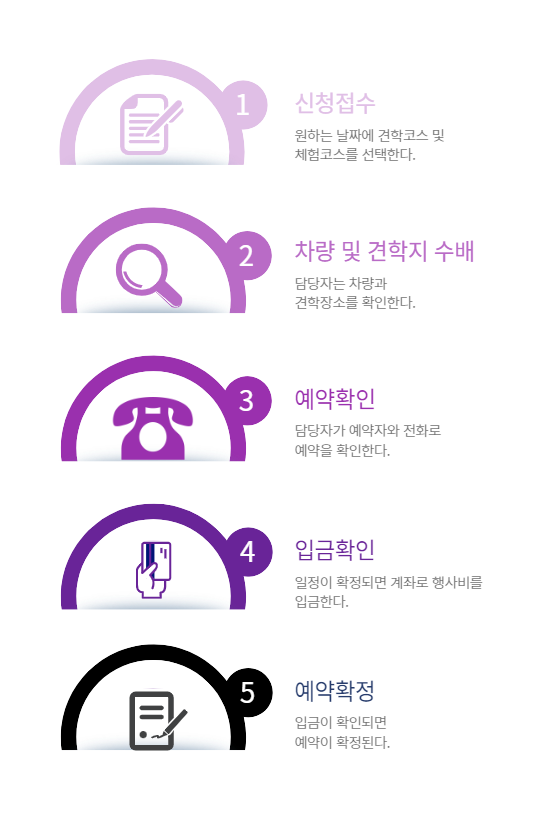 1
신청접수
원하는 날짜에 견학코스 및
체험코스를 선택한다.
2
차량 및 견학지 수배
담당자는 차량과
견학장소를 확인한다.
3
예약확인
담당자가 예약자와 전화로
예약을 확인한다.
4
입금확인
일정이 확정되면 계좌로 행사비를
입금한다.
5
예약확정
입금이 확인되면
예약이 확정된다.